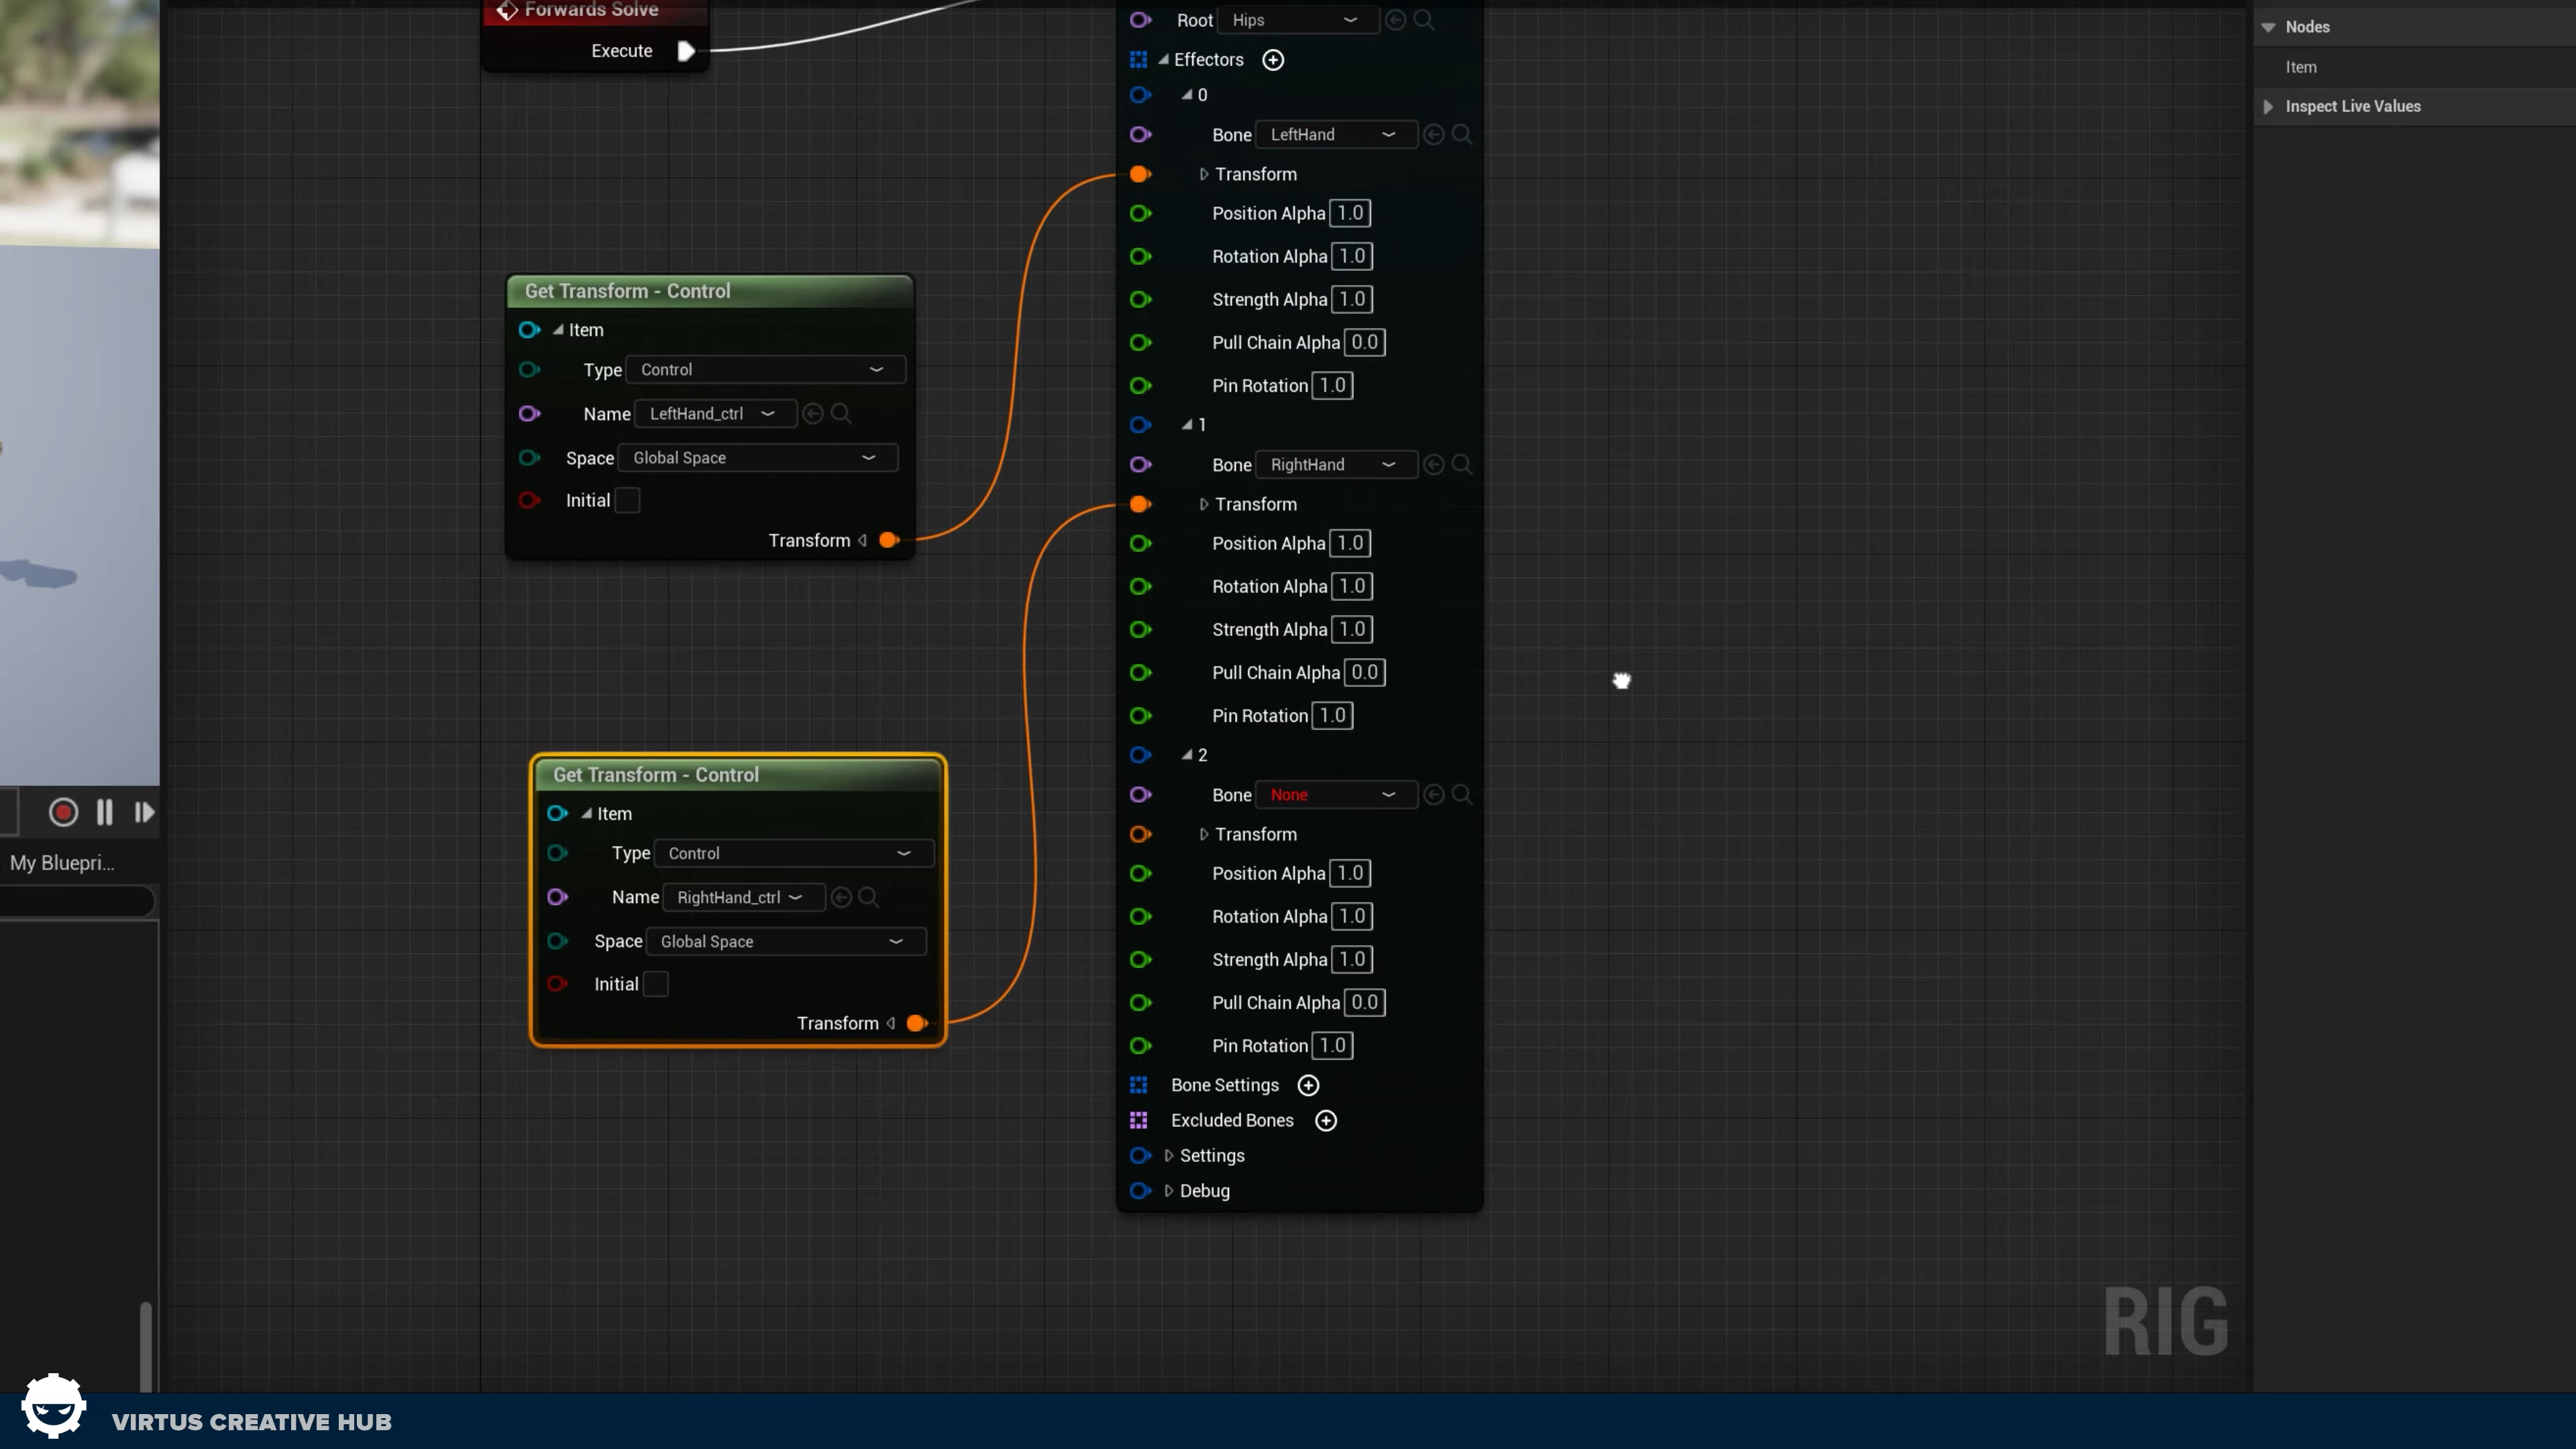 Forwards Solve
Execute
Root Hips
Effectors
0
Bone LeftHand
Transform
Position Alpha 1.0
Rotation Alpha 1.0
Strength Alpha 1.0
Pull Chain Alpha 0.0
Pin Rotation 1.0
1
Bone RightHand
Transform
Position Alpha 1.0
Rotation Alpha 1.0
Strength Alpha 1.0
Pull Chain Alpha 0.0
Pin Rotation 1.0
2
Bone None
Transform
Position Alpha 1.0
Rotation Alpha 1.0
Strength Alpha 1.0
Pull Chain Alpha 0.0
Pin Rotation 1.0
Bone Settings
Excluded Bones
Settings
Debug
Get Transform - Control
Item
Type Control
Name LeftHand_ctrl
Space Global Space
Initial
Transform
Get Transform - Control
Item
Type Control
Name RightHand_ctrl
Space Global Space
Initial
Transform
Nodes
Item
Inspect Live Values
My Bluepri...
RIG
VIRTUS CREATIVE HUB